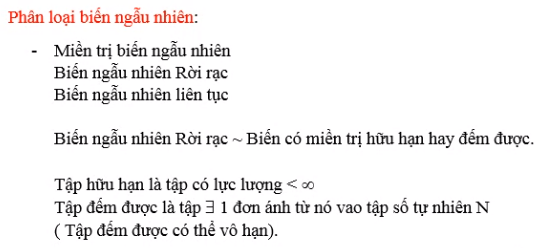 Phân loại biến ngẫu nhiên:
- Miền trị biến ngẫu nhiên
Biến ngẫu nhiên Rời rạc
Biến ngẫu nhiên liên tục
Biến ngẫu nhiên Rời rạc ~ Biến có miền trị hữu hạn hay đếm được.
Tập hữu hạn là tập có lực lượng < ∞
Tập đếm được là tập ∃ 1 đơn ánh từ nó vao tập số tự nhiên N
( Tập đếm được có thể vô hạn).